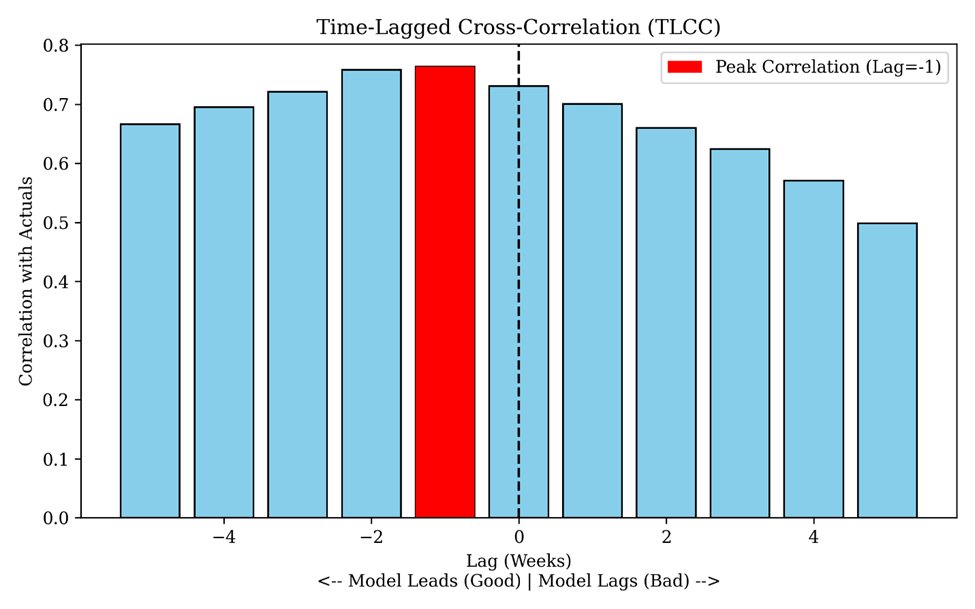 Time-Lagged Cross-Correlation (TLCC)
Peak Correlation (Lag=-1)
Correlation with Actuals
0.8
0.7
0.6
0.5
0.4
0.3
0.2
0.1
0.0
−4 −2 0 2 4
Lag (Weeks)
<-- Model Leads (Good) | Model Lags (Bad) -->